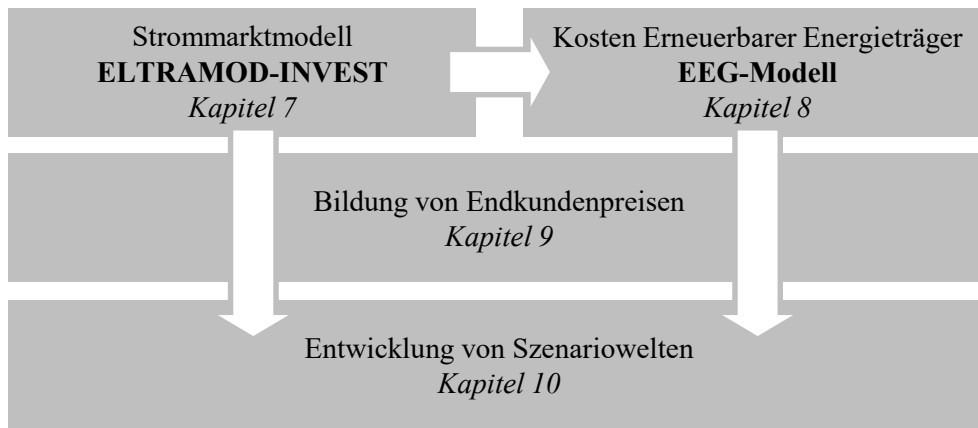 Strommarktmodell
ELTRAMOD-INVEST
Kapitel 7
Kosten Erneuerbarer Energieträger
EEG-Modell
Kapitel 8
Bildung von Endkundenpreisen
Kapitel 9
Entwicklung von Szenariowelten
Kapitel 10